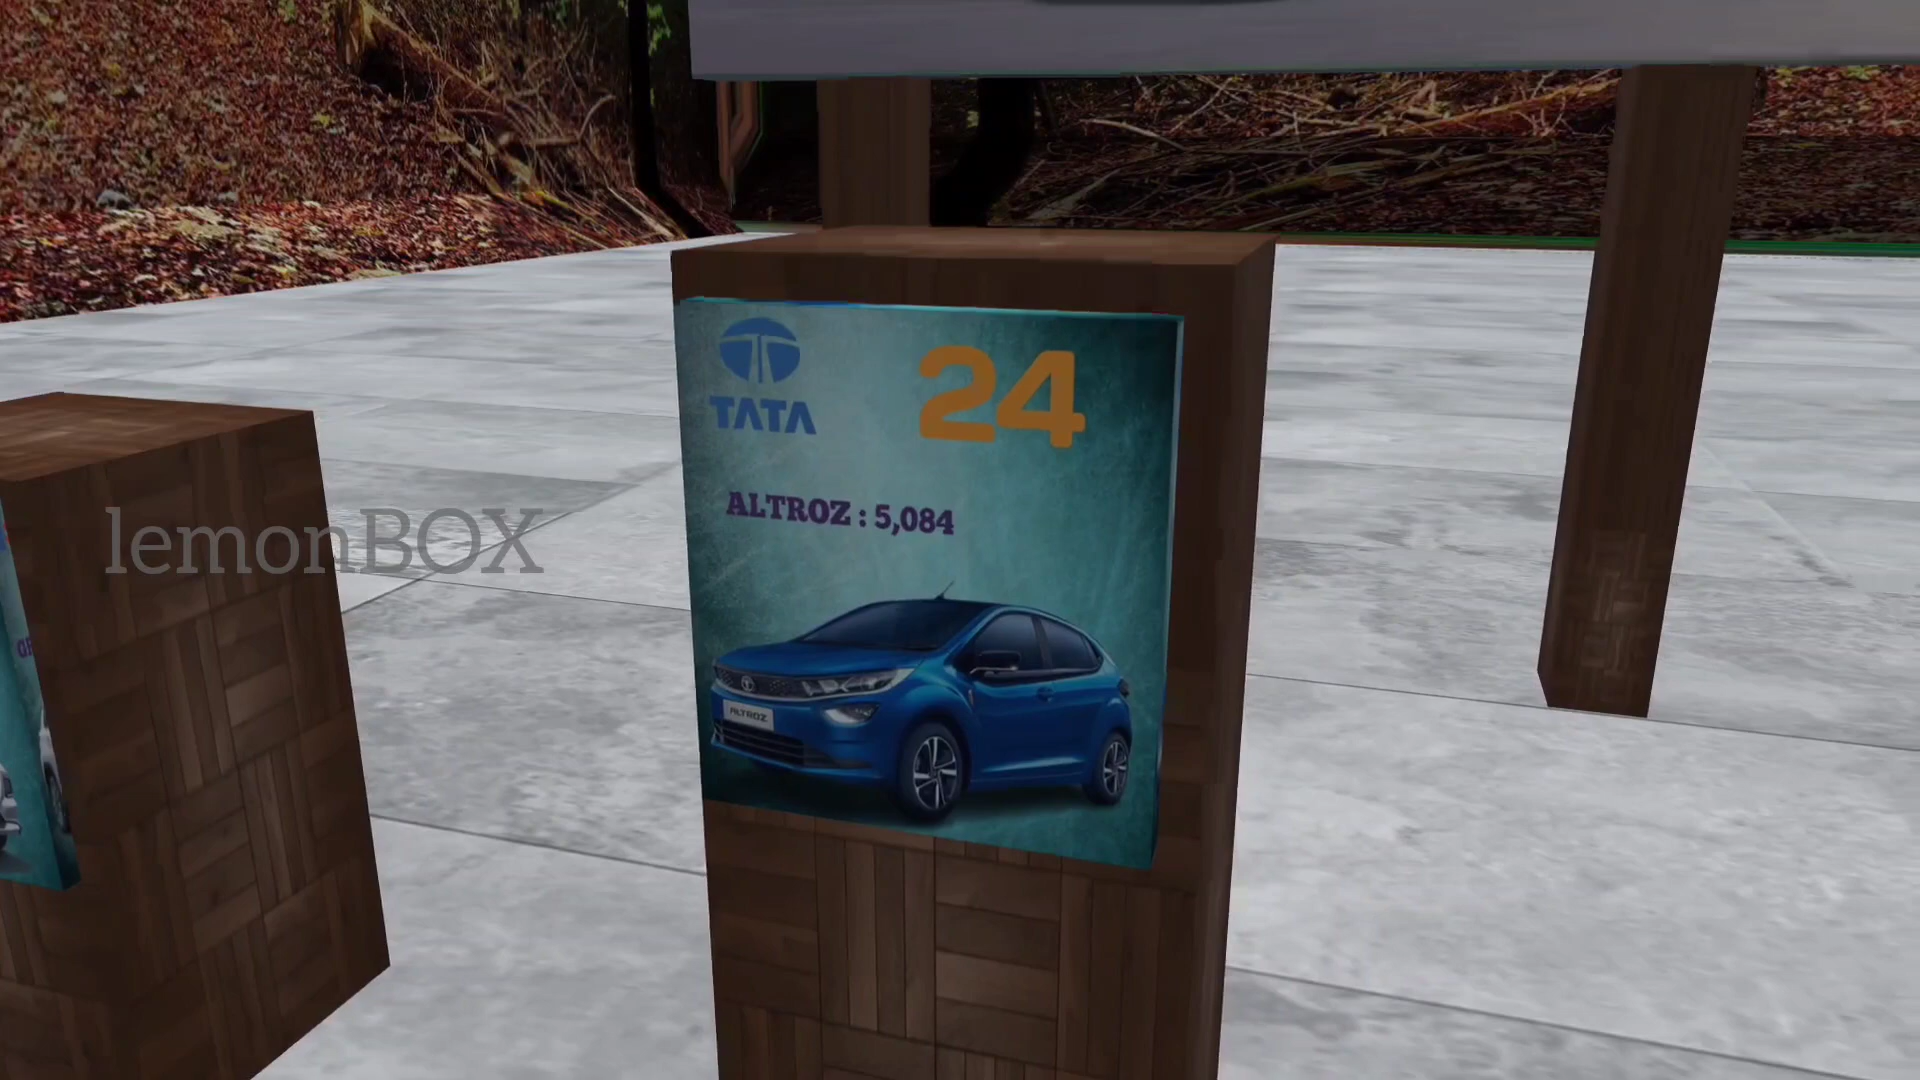 TATA
24
ALTROZ : 5,084
lemonBOX
ALTROZ